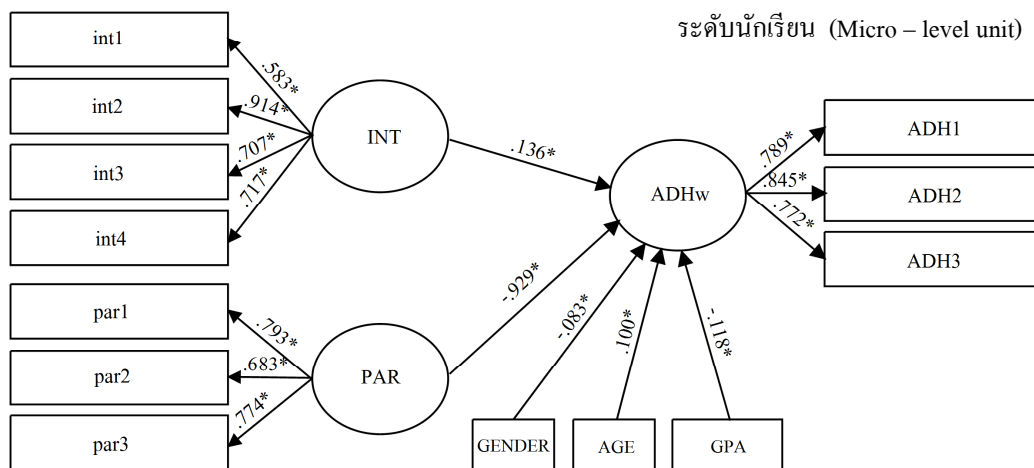 ระดับนักเรียน (Micro – level unit)
int1
int2
int3
int4
.583*
.914*
.707*
.717*
INT
.136*
ADHw
.789*
.845*
.772*
ADH1
ADH2
ADH3
par1
par2
par3
.793*
.683*
.774*
PAR
-.929*
-.083*
.100*
-.118*
GENDER
AGE
GPA